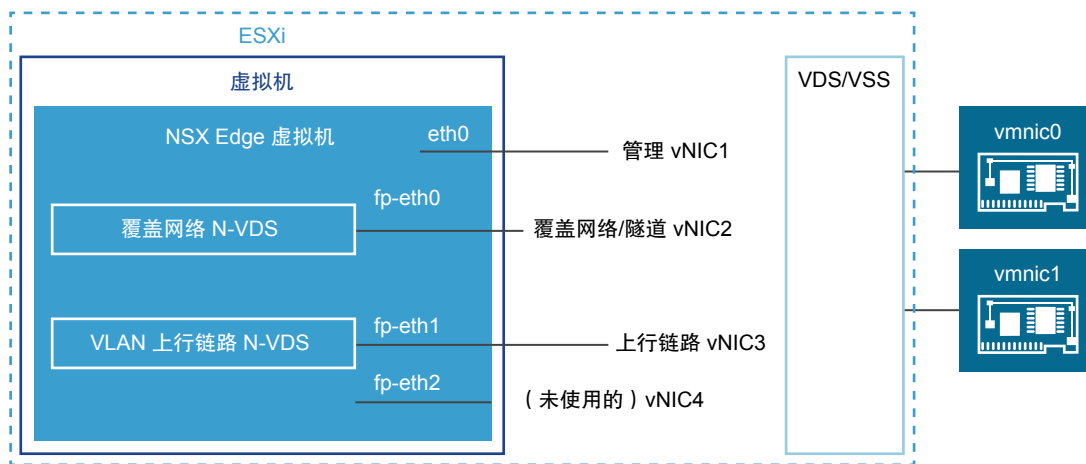 ESXi
虚拟机
VDS/VSS
NSX Edge 虚拟机
eth0
管理 vNIC1
vmnic0
fp-eth0
覆盖网络 N-VDS
覆盖网络/隧道 vNIC2
vmnic1
fp-eth1
VLAN 上行链路 N-VDS
上行链路 vNIC3
fp-eth2
（未使用的）vNIC4